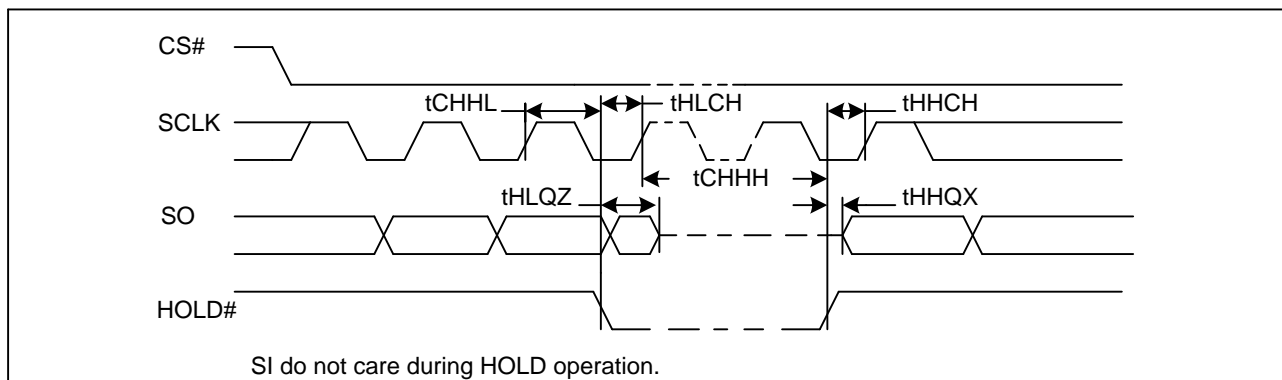 CS#
tCHHL
tHLCH
tHHCH
SCLK
tCHHH
tHLQZ
tHHQX
SO
HOLD#
SI do not care during HOLD operation.